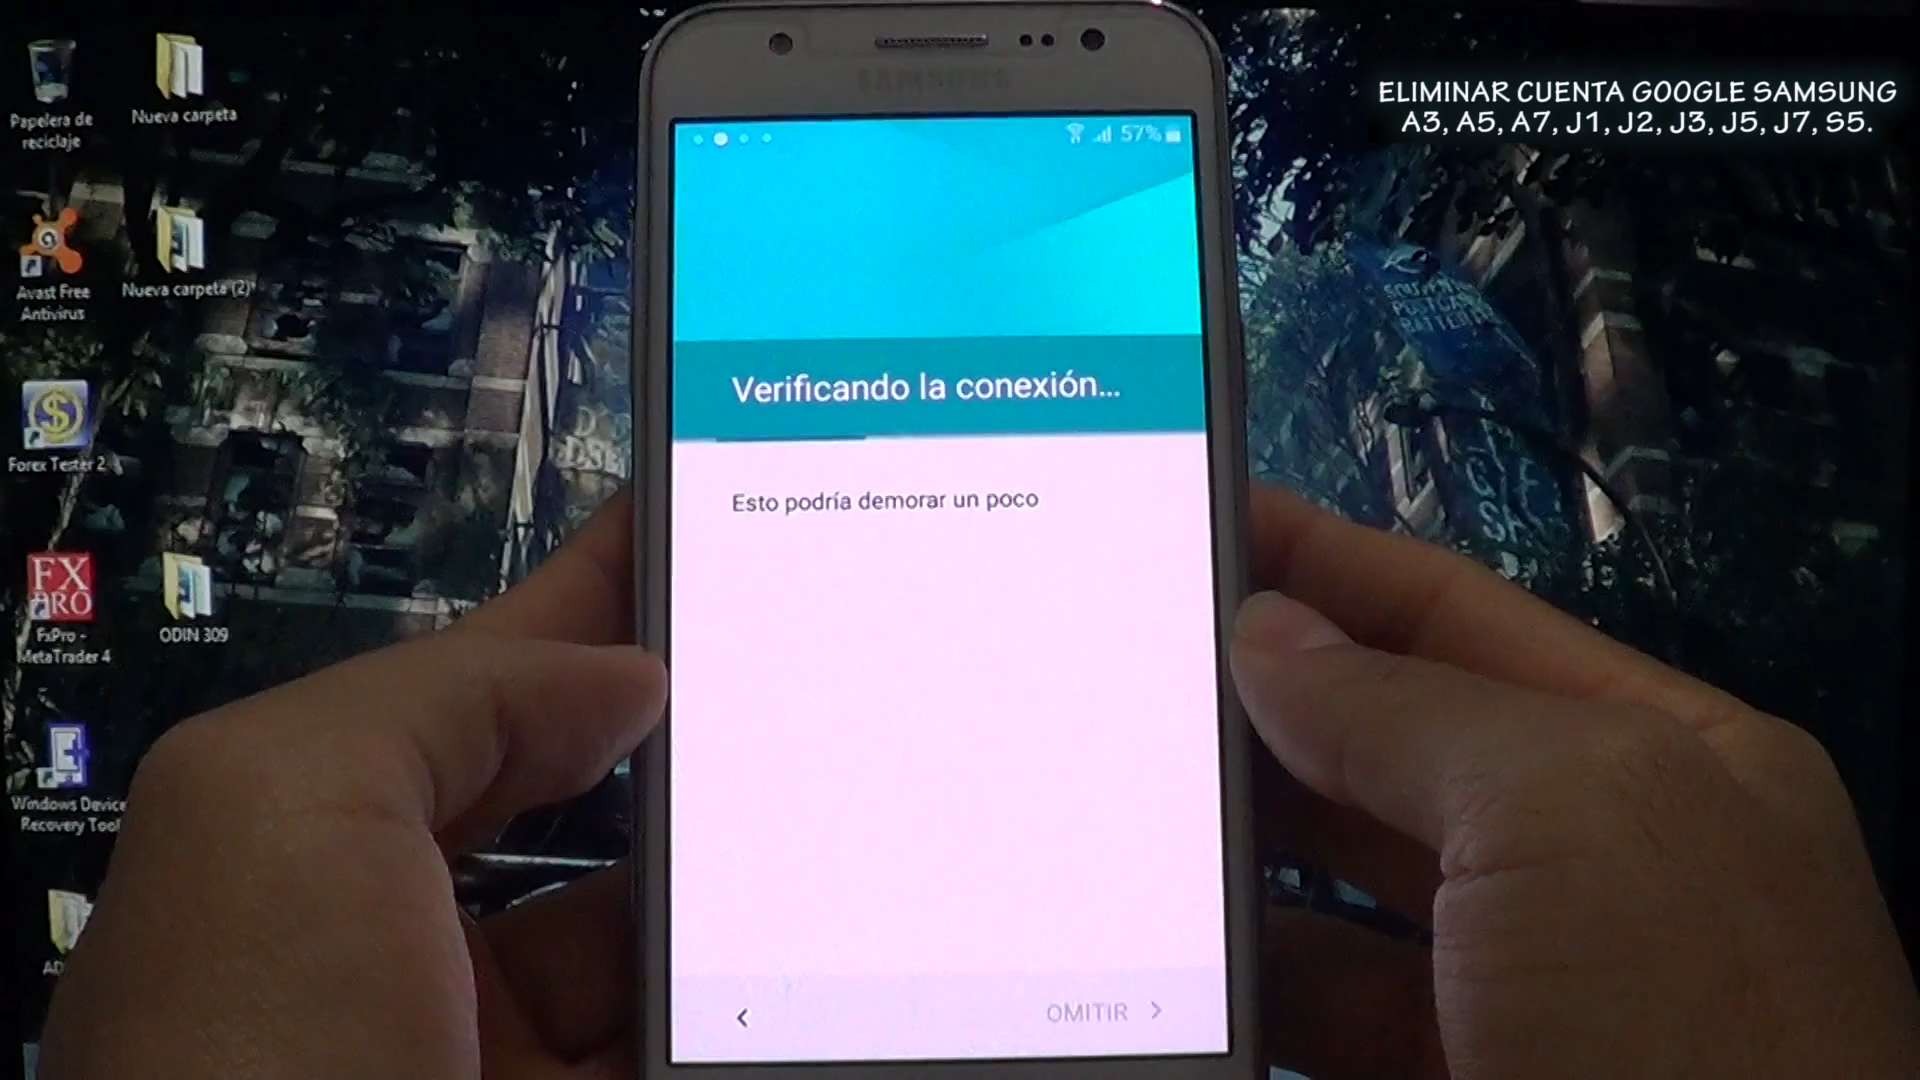 ELIMINAR CUENTA GOOGLE SAMSUNG
A3, A5, A7, J1, J2, J3, J5, J7, S5.
Papelera de
reciclaje
Nueva carpeta
Avast Free
Antivirus
Nueva carpeta (2)
Forex Tester 2
FX
PRO
FxPro -
MetaTrader 4
ODIN 309
Windows Device
Recovery Tool
AD
SAMSUNG
57%
Verificando la conexión...
Esto podría demorar un poco
OMITIR